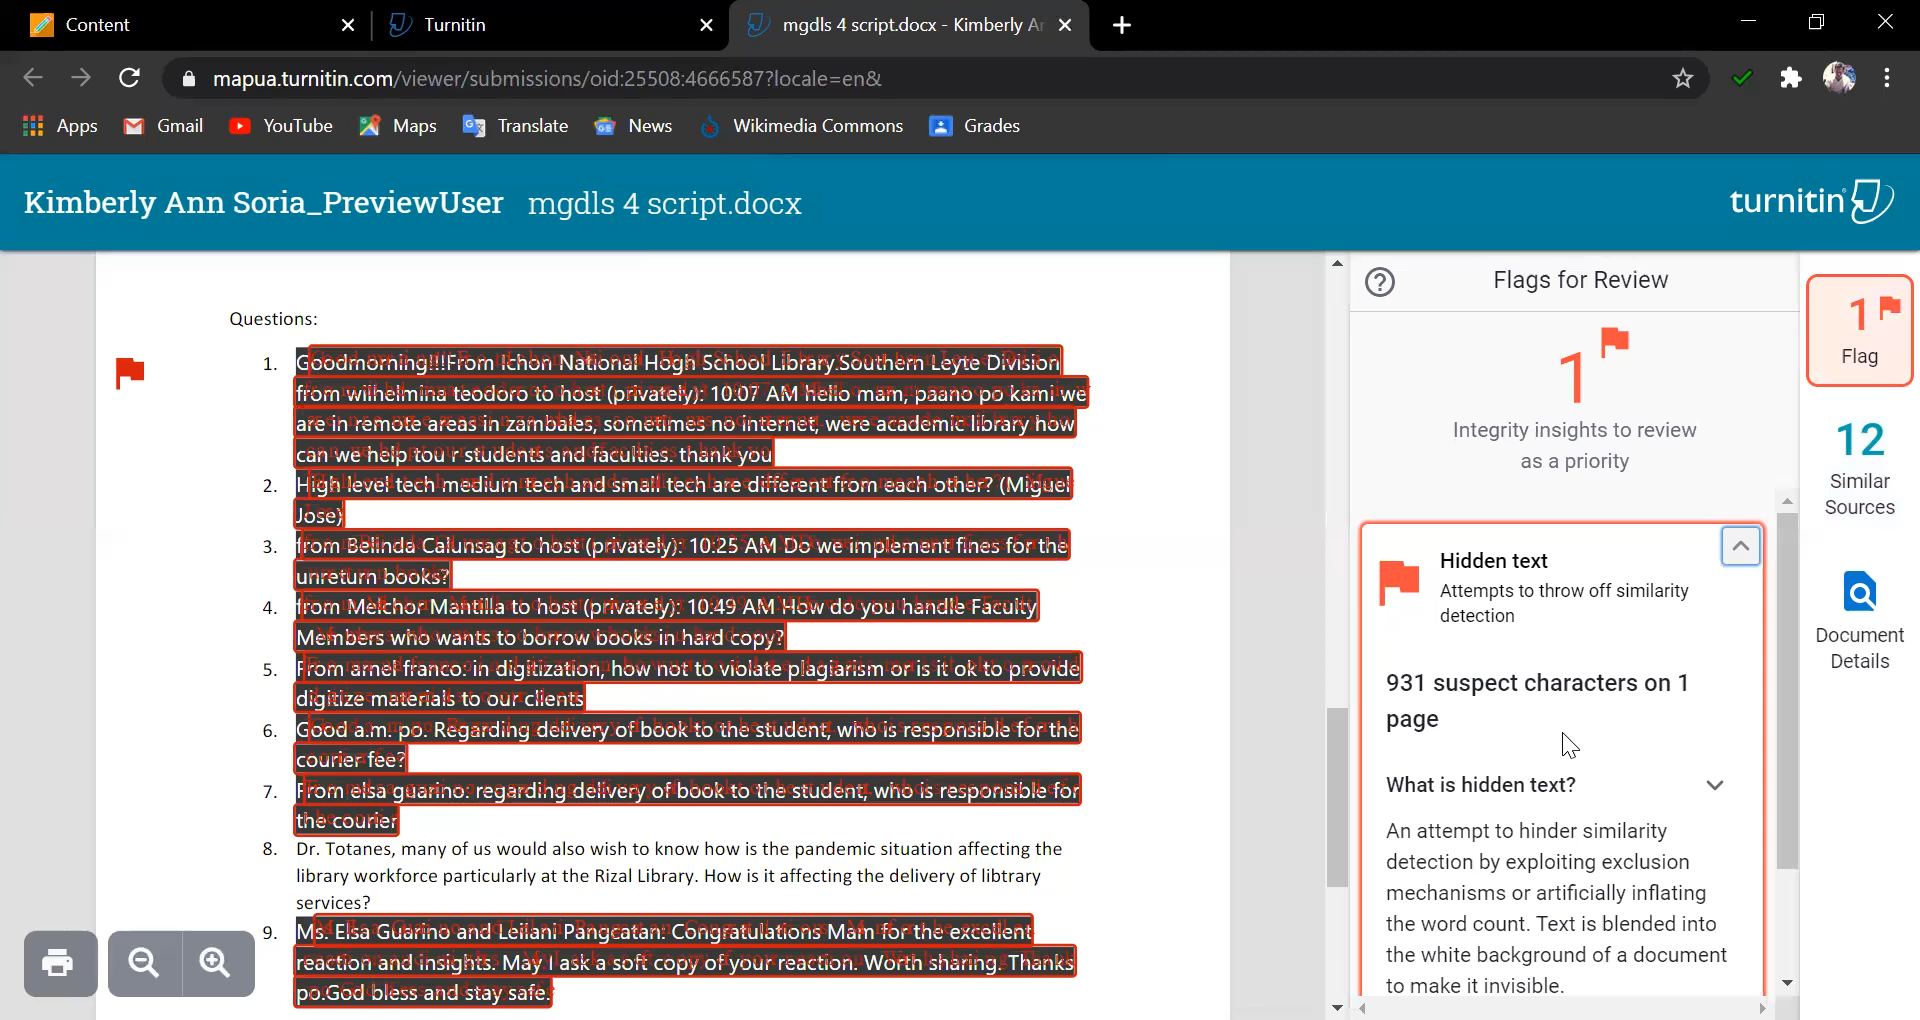 Content
Turnitin
mgdls 4 script.docx - Kimberly Ar
mapua.turnitin.com/viewer/submissions/oid:25508:4666587?locale=en&
Apps Gmail YouTube Maps Translate News Wikimedia Commons Grades
Kimberly Ann Soria_PreviewUser mgdls 4 script.docx
turnitin
Questions:
1. Goodmorning!!!From Ichon National Hogh School Library.Southern Leyte Division
from wilhelmina teodoro to host (privately): 10:07 AM hello mam, paano po kami we
are in remote areas in zambales, sometimes no internet, were academic library how
can we help tou r students and faculties. thank you
2. High level tech medium tech and small tech are different from each other? (Miguel
Jose)
3. from Belinda Calunsag to host (privately): 10:25 AM Do we implement fines for the
unreturn books?
4. from Melchor Mantilla to host (privately): 10:49 AM How do you handle Faculty
Members who wants to borrow books in hard copy?
5. From arnel franco: in digitization, how not to violate plagiarism or is it ok to provide
digitize materials to our clients
6. Good a.m. po. Regarding delivery of book to the student, who is responsible for the
courier fee?
7. From elsa guarino: regarding delivery of book to the student, who is responsible for
the courier
8. Dr. Totanes, many of us would also wish to know how is the pandemic situation affecting the
library workforce particularly at the Rizal Library. How is it affecting the delivery of libtrary
services?
9. Ms. Elsa Guarino and Leilani Pangcatan: Congratulations Mam for the excellent
reaction and insights. May I ask a soft copy of your reaction. Worth sharing. Thanks
po.God bless and stay safe.
Flags for Review
1
Integrity insights to review
as a priority
Hidden text
Attempts to throw off similarity
detection
931 suspect characters on 1
page
What is hidden text?
An attempt to hinder similarity
detection by exploiting exclusion
mechanisms or artificially inflating
the word count. Text is blended into
the white background of a document
to make it invisible.
1
Flag
12
Similar
Sources
Document
Details